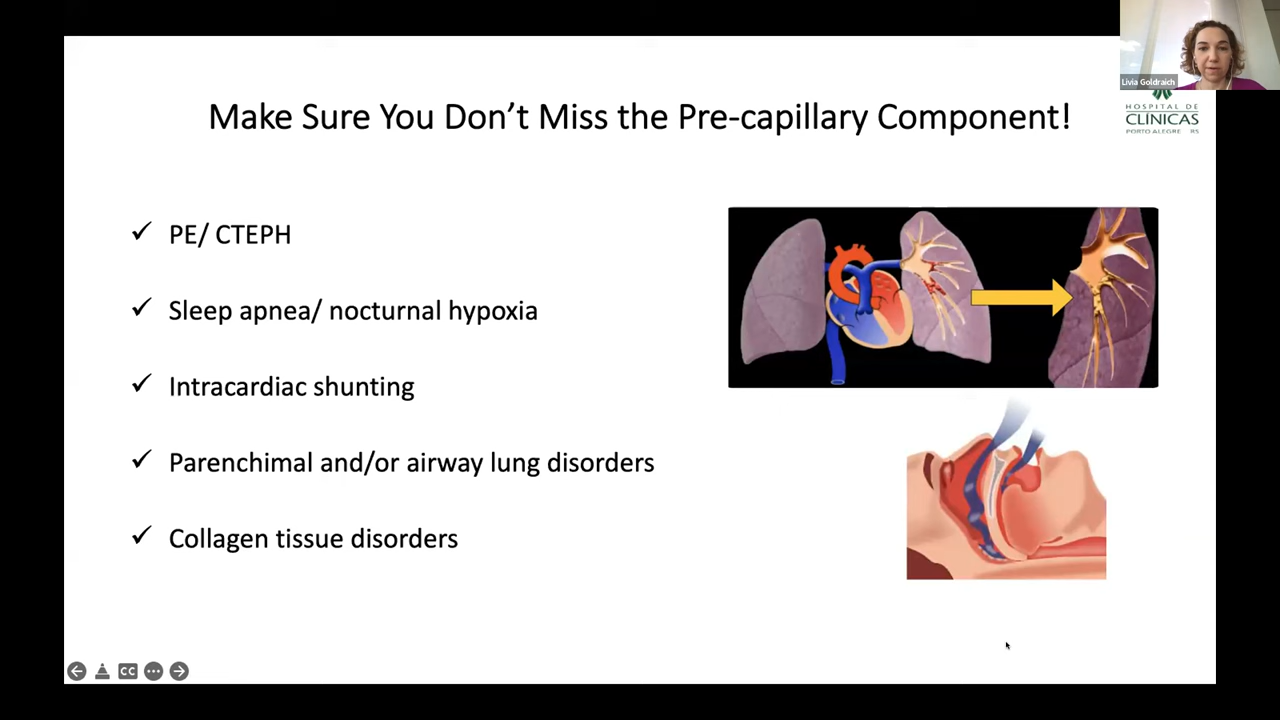 Livia Goldraich
HOSPITAL DE
CLÍNICAS
PORTO ALEGRE RS
Make Sure You Don’t Miss the Pre-capillary Component!
✓ PE/ CTEPH
✓ Sleep apnea/ nocturnal hypoxia
✓ Intracardiac shunting
✓ Parenchimal and/or airway lung disorders
✓ Collagen tissue disorders
CC